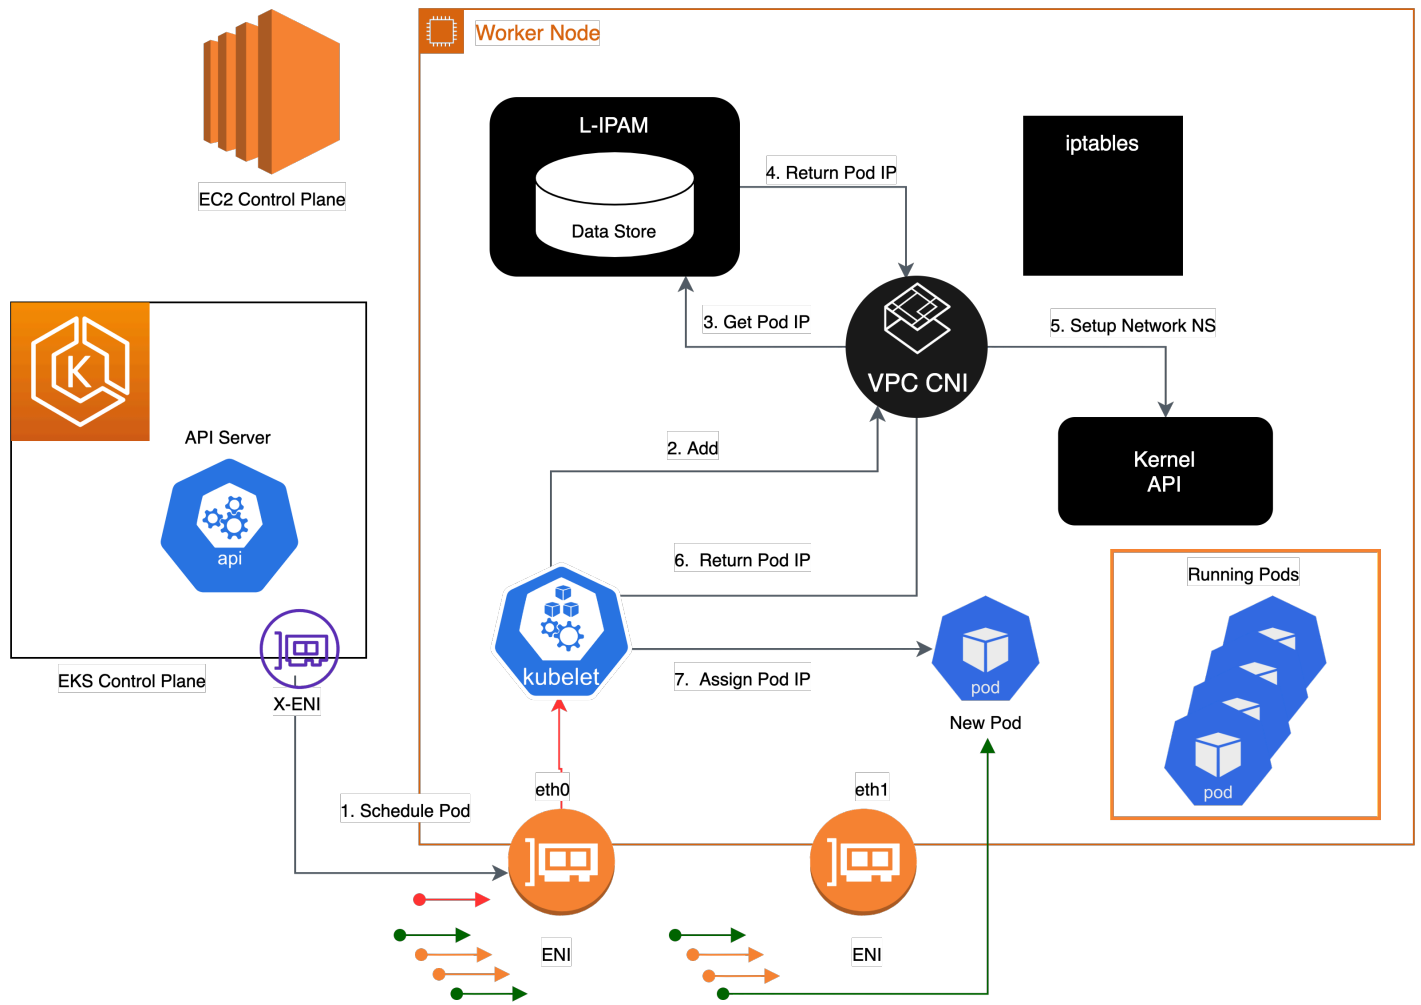 Worker Node
EC2 Control Plane
L-IPAM
Data Store
4. Return Pod IP
iptables
3. Get Pod IP
5. Setup Network NS
VPC CNI
K
API Server
api
2. Add
Kernel
API
6. Return Pod IP
Running Pods
kubelet
7. Assign Pod IP
pod
New Pod
pod
EKS Control Plane
X-ENI
eth0
eth1
1. Schedule Pod
ENI
ENI